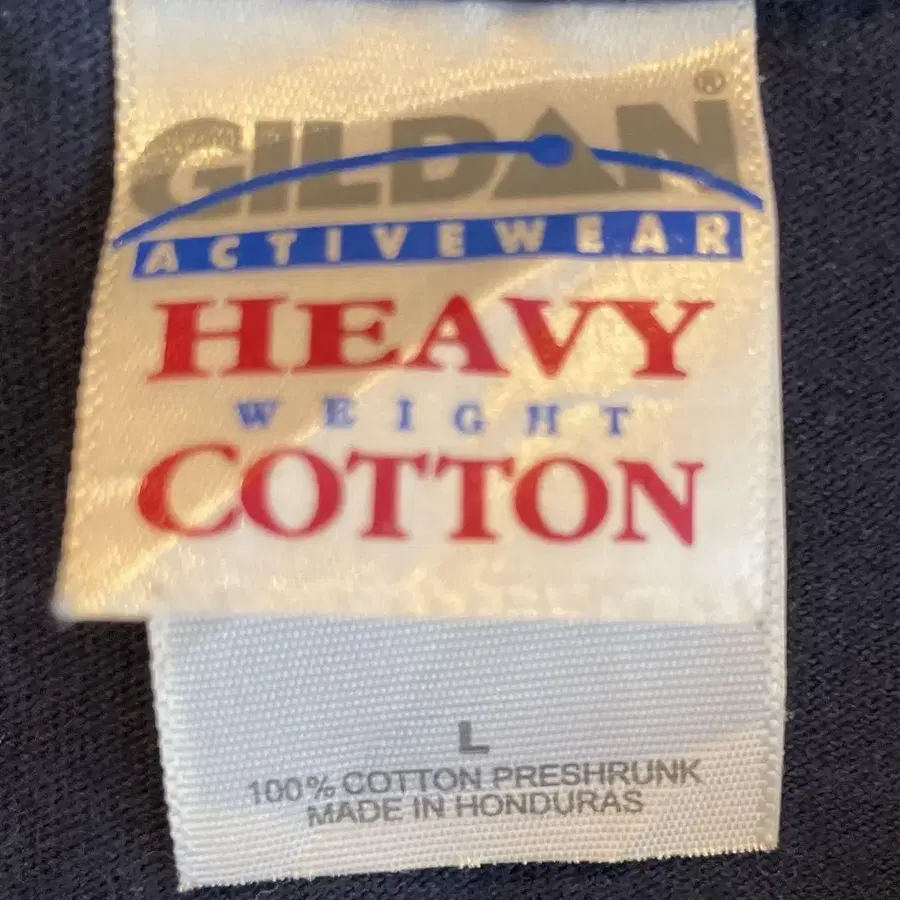 GILDAN®
ACTIVEWEAR
HEAVY
WEIGHT
COTTON
L
100% COTTON PRESHRUNK
MADE IN HONDURAS